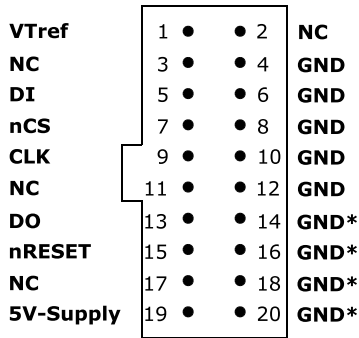 VTref 1 2 NC
NC 3 4 GND
DI 5 6 GND
nCS 7 8 GND
CLK 9 10 GND
NC 11 12 GND
DO 13 14 GND*
nRESET 15 16 GND*
NC 17 18 GND*
5V-Supply 19 20 GND*